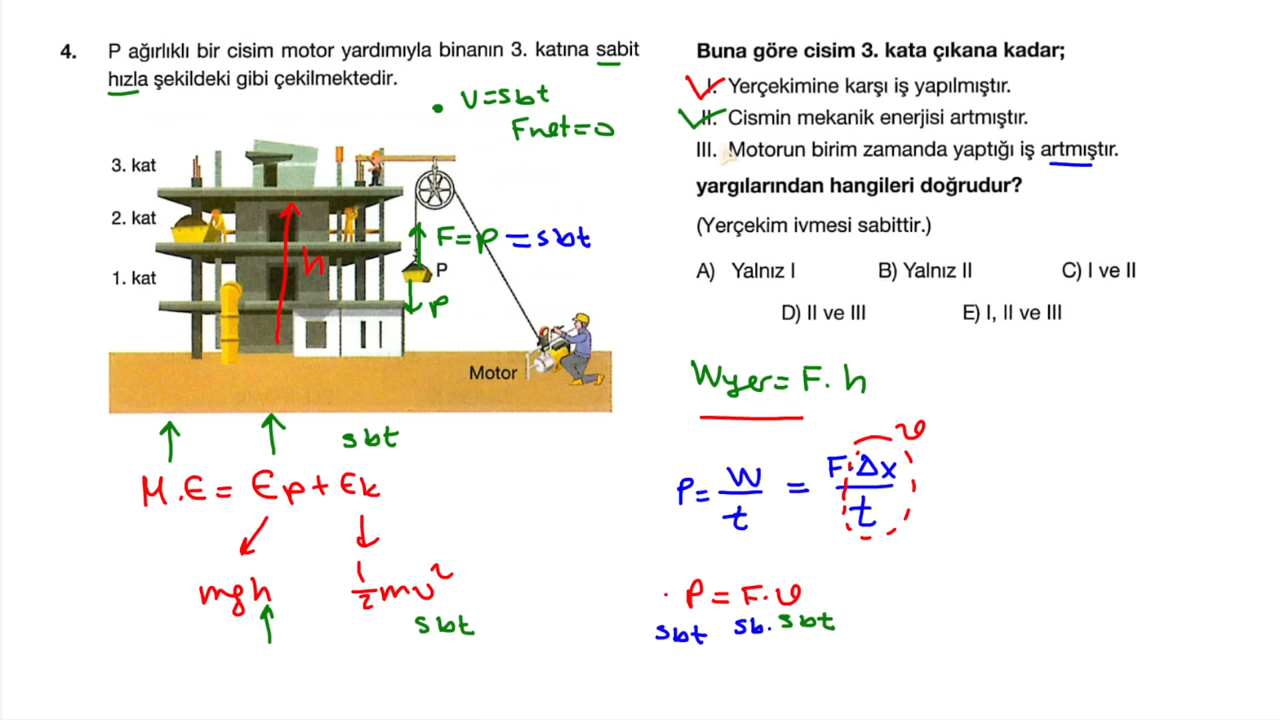 4. P ağırlıklı bir cisim motor yardımıyla binanın 3. katına sabit
hızla şekildeki gibi çekilmektedir.
V=sbt
Fnet=0
3. kat
2. kat
1. kat
h
F=P=sbt
P
P
Motor
sbt
M.E=Ep+Ek
mgh
1/2 mv²
sbt
Buna göre cisim 3. kata çıkana kadar;
I. Yerçekimine karşı iş yapılmıştır.
II. Cismin mekanik enerjisi artmıştır.
III. Motorun birim zamanda yaptığı iş artmıştır.
yargılarından hangileri doğrudur?
(Yerçekim ivmesi sabittir.)
A) Yalnız I B) Yalnız II C) I ve II
D) II ve III E) I, II ve III
Wyer=F.h
v
P=W/t=F.Δx/t
P=F.v
sbt sb. sbt